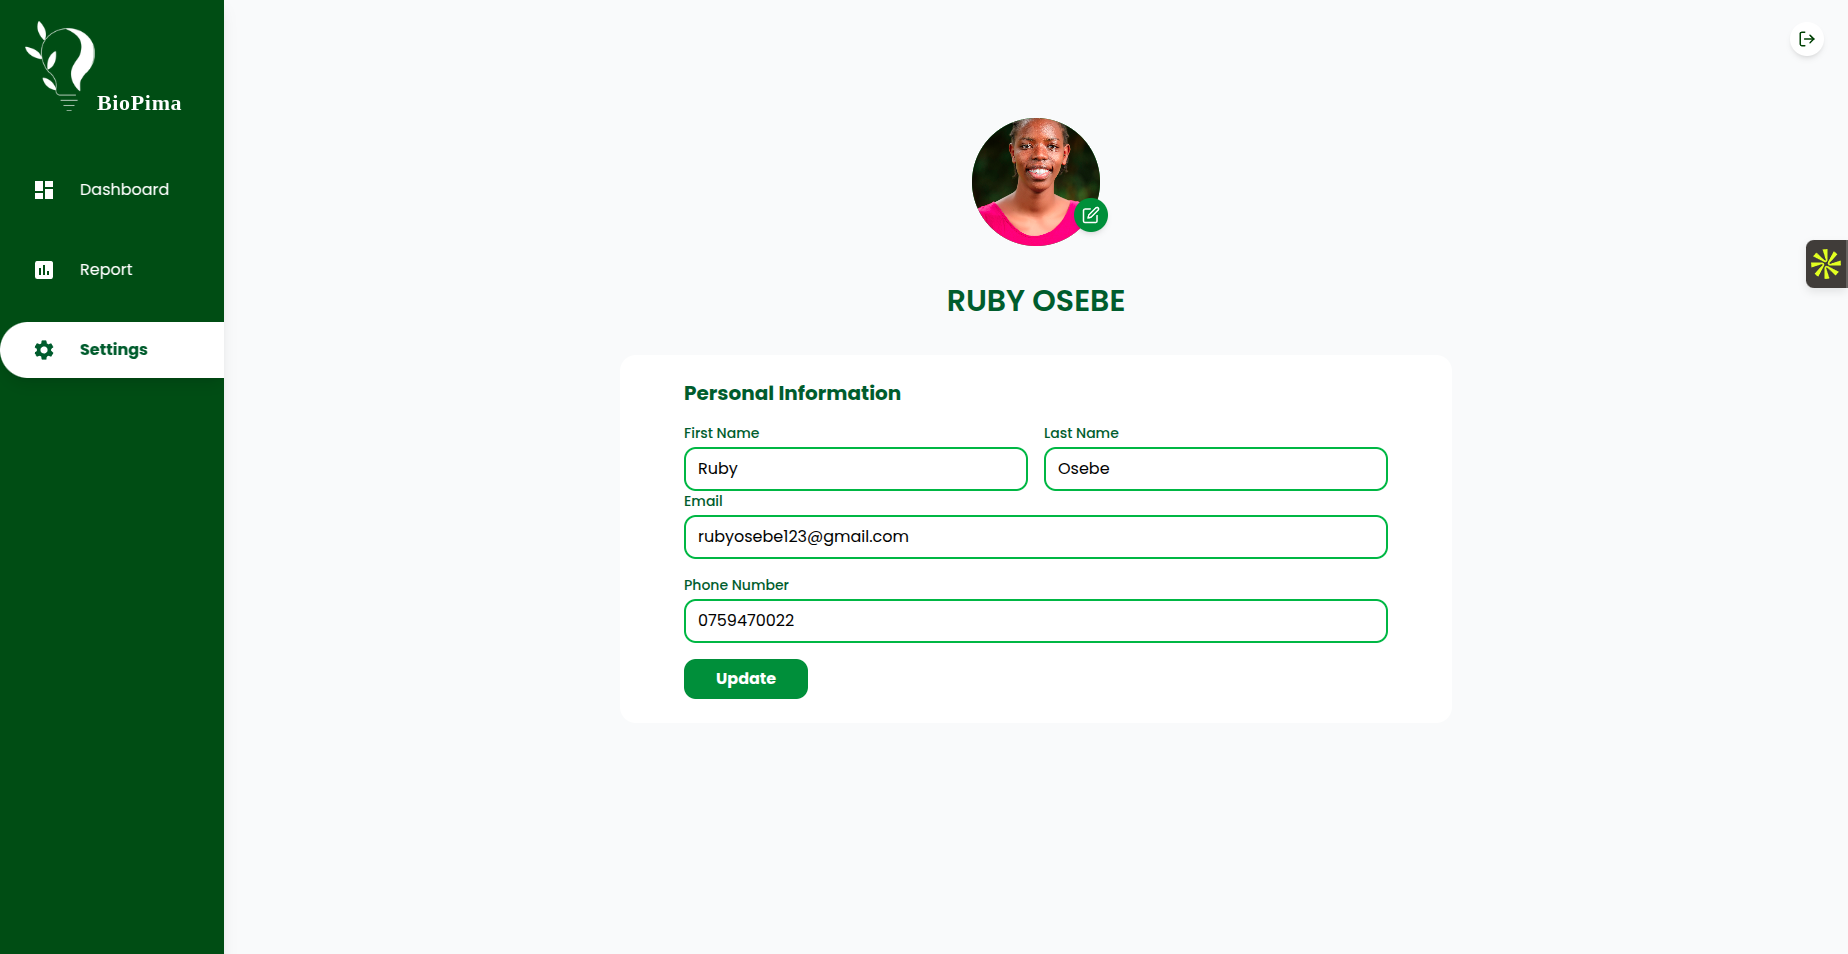 BioPima
Dashboard
Report
Settings
RUBY OSEBE
Personal Information
First Name
Last Name
Ruby
Osebe
Email
rubyosebe123@gmail.com
Phone Number
0759470022
Update